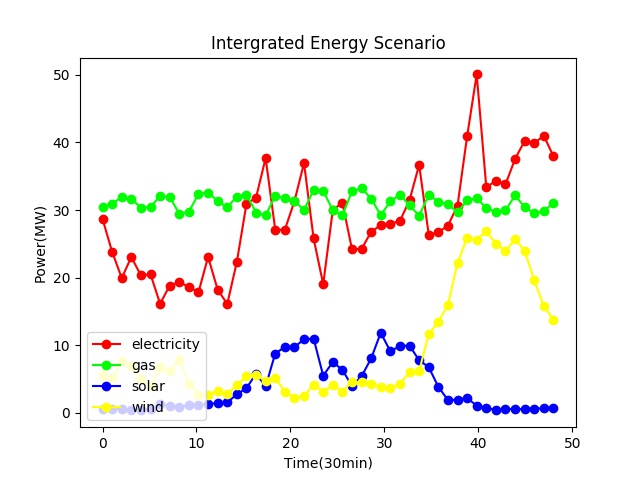 Intergrated Energy Scenario
Power(MW)
50
40
30
20
10
0
electricity
gas
solar
wind
0 10 20 30 40 50
Time(30min)